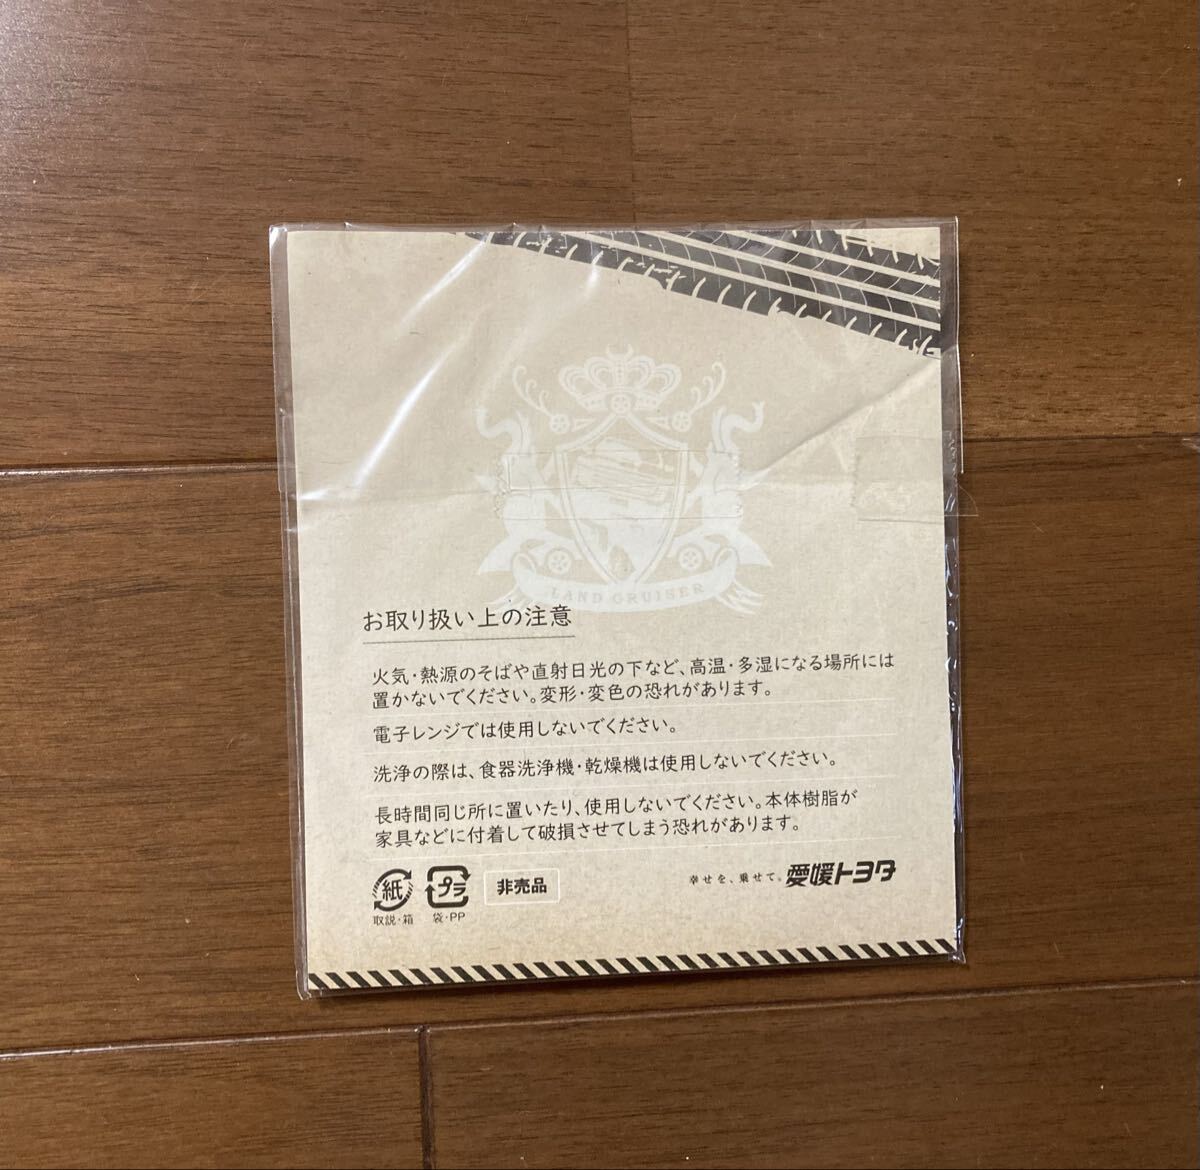 LAND CRUISER
お取り扱い上の注意
火気・熱源のそばや直射日光の下など、高温・多湿になる場所には
置かないでください。変形・変色の恐れがあります。
電子レンジでは使用しないでください。
洗浄の際は、食器洗浄機・乾燥機は使用しないでください。
長時間同じ所に置いたり、使用しないでください。本体樹脂が
家具などに付着して破損させてしまう恐れがあります。
紙 プラ 非売品 幸せを、乗せて。愛媛トヨタ
取説・箱 袋・PP